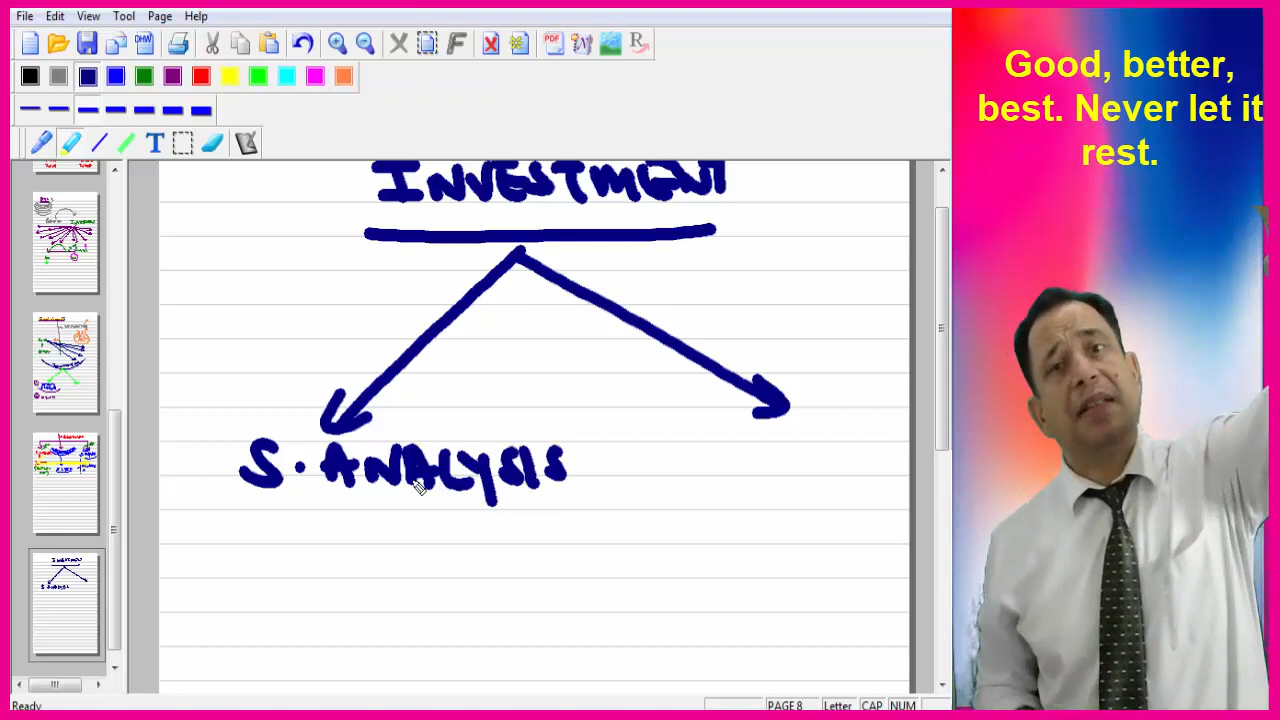 File Edit View Tool Page Help
Good, better,
best. Never let it
rest.
INVESTMENT
S. ANALYSIS
Ready
PAGE 8 Letter CAP NUM